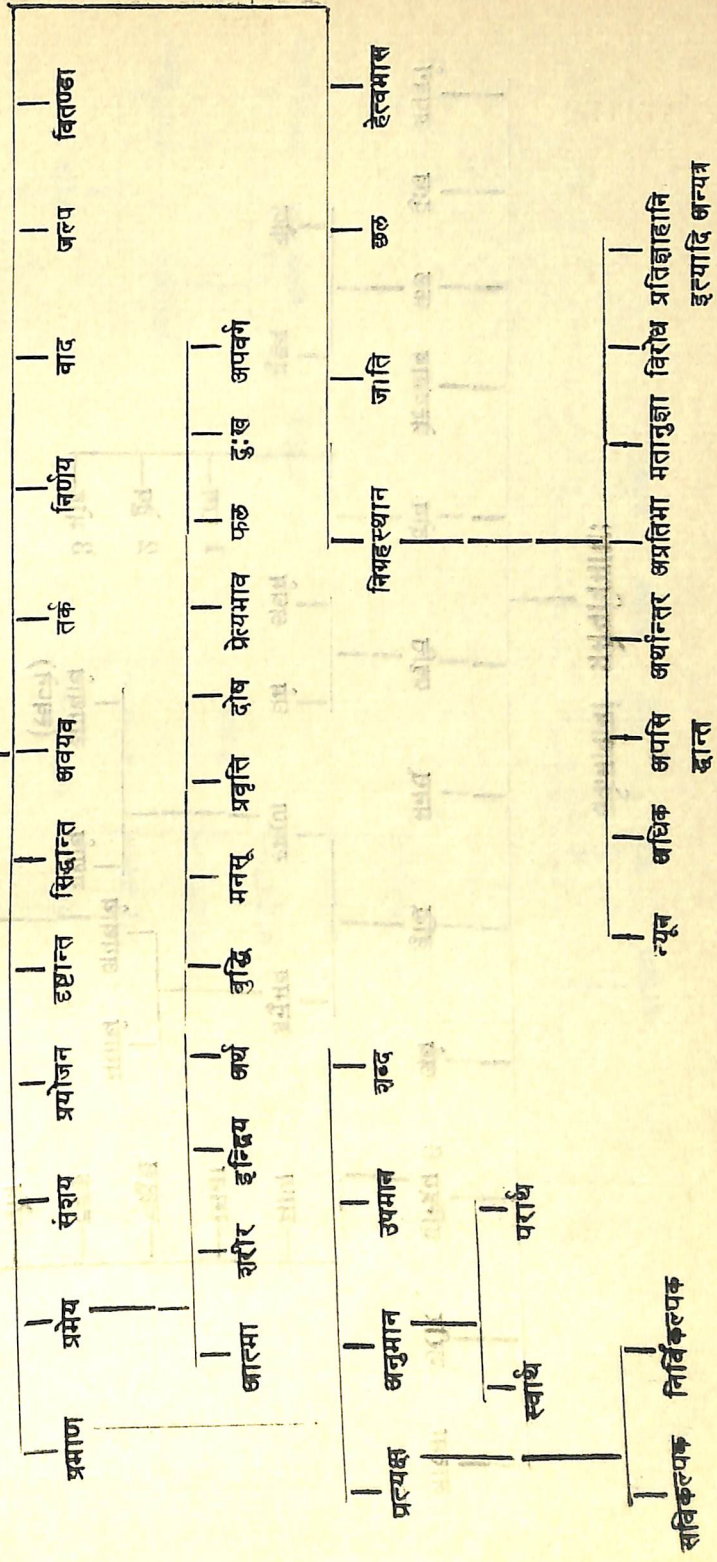 प्रमाण प्रमेय संशय प्रयोजन दृष्टान्त सिद्धान्त अवयव तर्क निर्णय वाद जल्प वितण्डा
आत्मा शरीर इन्द्रिय अर्थ बुद्धि मनस् प्रवृत्ति दोष प्रेत्यभाव फल दुःख अपवर्ग
प्रत्यक्ष अनुमान उपमान शब्द
निग्रहस्थान जाति छल हेत्वभास
स्वार्थ परार्थ
सविकल्पक निर्विकल्पक
न्यून अधिक अपसि अर्थान्तर अप्रतिभा मतानुज्ञा विरोध प्रतिज्ञाहानि
द्वान्त इत्यादि अन्यत्र